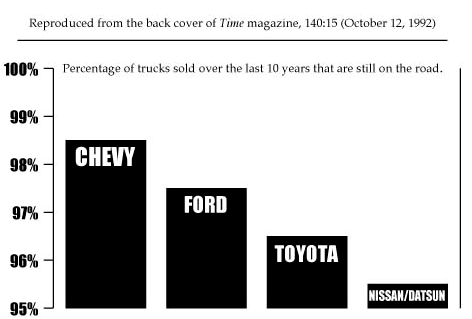 Reproduced from the back cover of Time magazine, 140:15 (October 12, 1992)
100%
Percentage of trucks sold over the last 10 years that are still on the road.
99%
98%
97%
96%
95%
CHEVY
FORD
TOYOTA
NISSAN/DATSUN